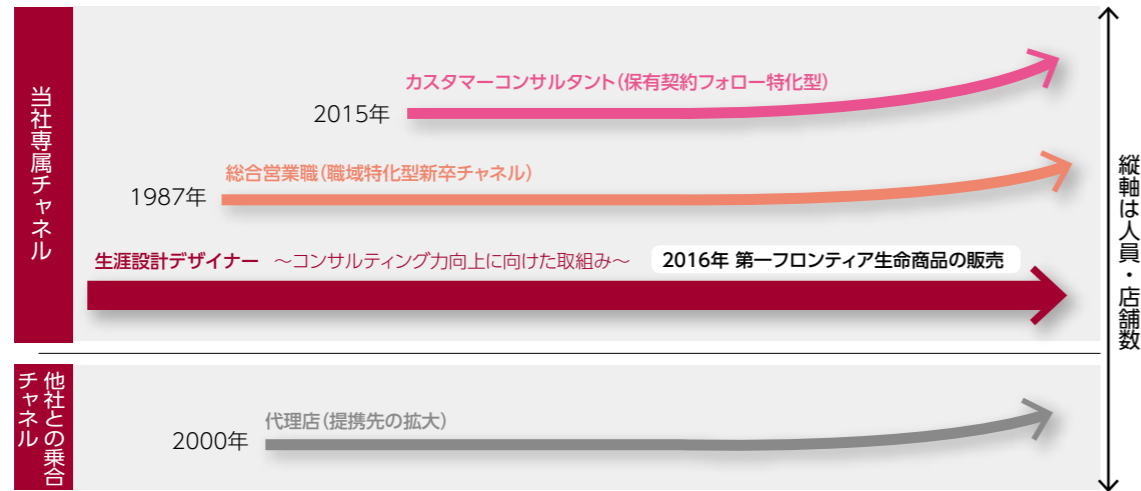 当社専属チャネル
カスタマーコンサルタント（保有契約フォロー特化型）
2015年
総合営業職（職域特化型新卒チャネル）
1987年
生涯設計デザイナー　～コンサルティング力向上に向けた取組み～　2016年 第一フロンティア生命商品の販売
他社との乗合
チャネル
代理店（提携先の拡大）
2000年
縦軸は人員・店舗数